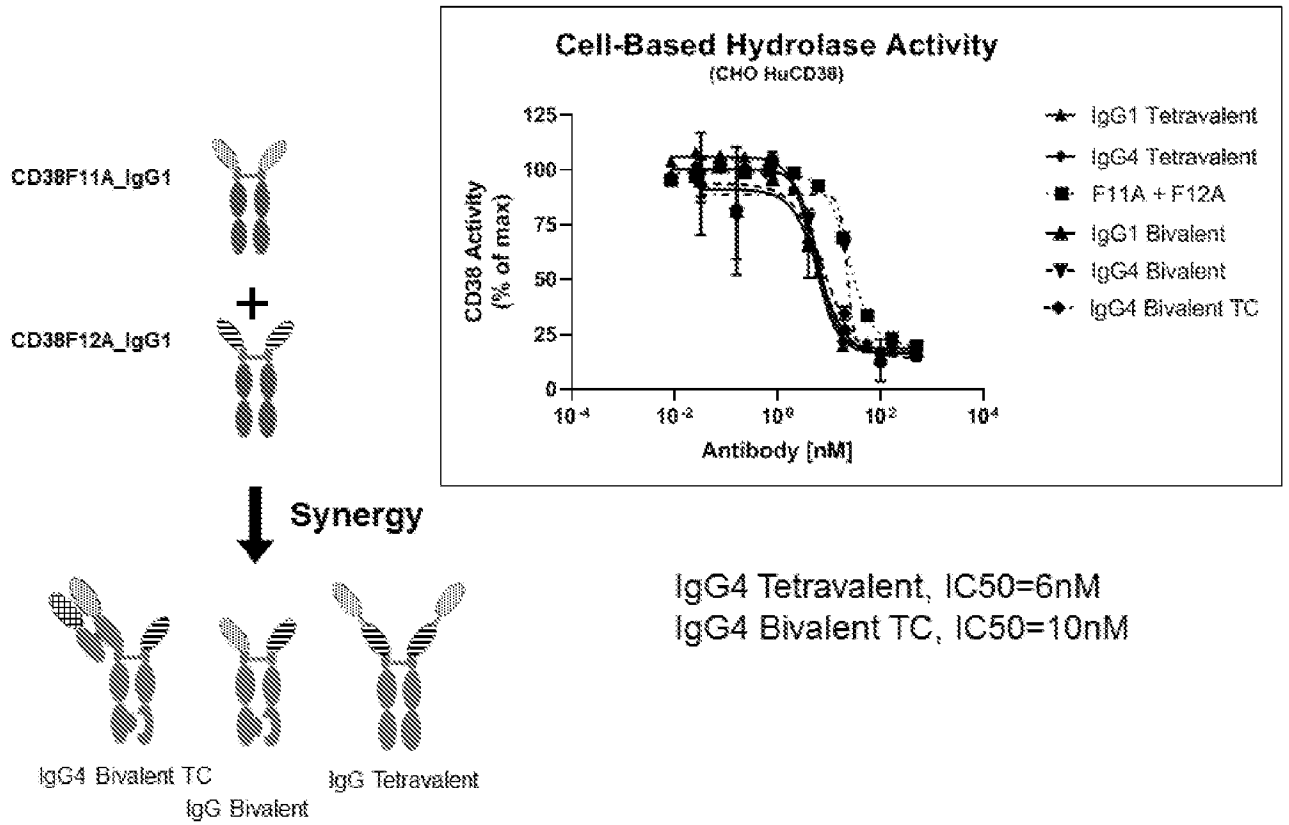 CD38F11A_IgG1
+
CD38F12A_IgG1
Synergy
IgG4 Bivalent TC
IgG Bivalent
IgG Tetravalent
Cell-Based Hydrolase Activity
(CHO HuCD38)
CD38 Activity
(% of max)
125
100
75
50
25
0
10-4
10-2
100
102
104
Antibody [nM]
IgG1 Tetravalent
IgG4 Tetravalent
F11A + F12A
IgG1 Bivalent
IgG4 Bivalent
IgG4 Bivalent TC
IgG4 Tetravalent, IC50=6nM
IgG4 Bivalent TC, IC50=10nM